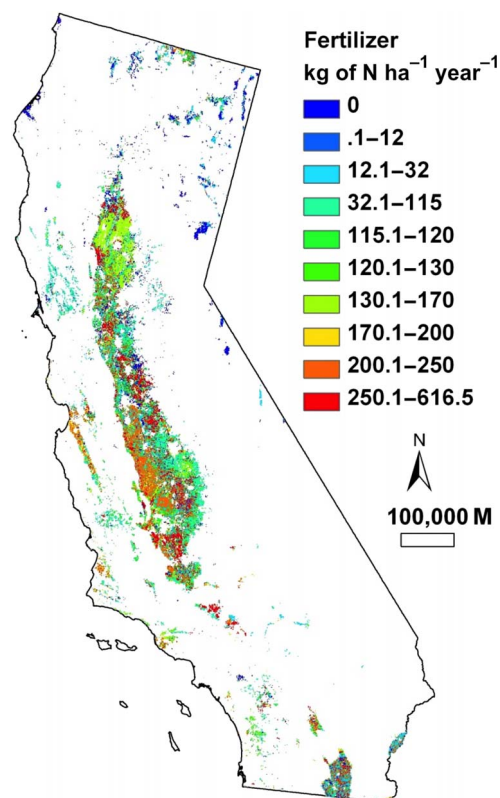 Fertilizer
kg of N ha⁻¹ year⁻¹
0
.1–12
12.1–32
32.1–115
115.1–120
120.1–130
130.1–170
170.1–200
200.1–250
250.1–616.5
N
100,000 M